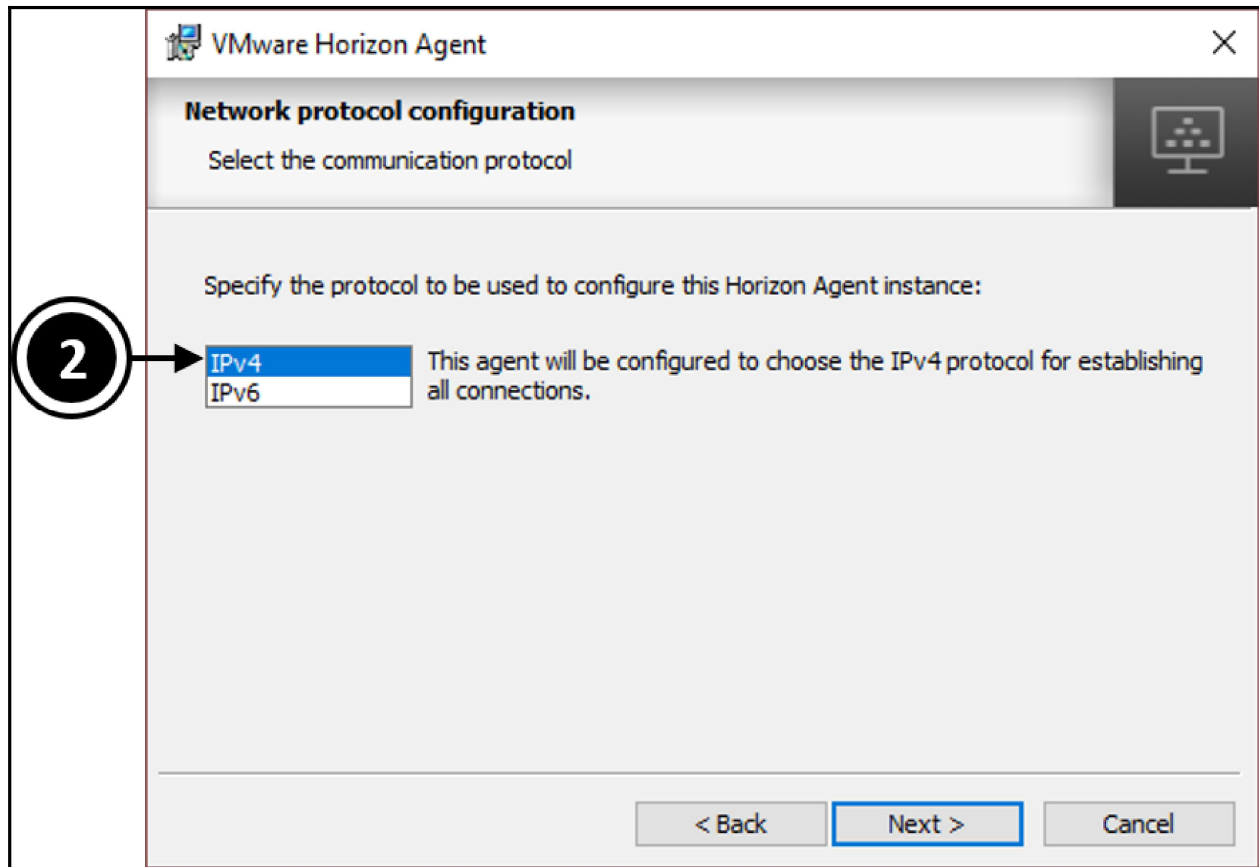 VMware Horizon Agent
Network protocol configuration
Select the communication protocol
Specify the protocol to be used to configure this Horizon Agent instance:
2
IPv4
IPv6
This agent will be configured to choose the IPv4 protocol for establishing
all connections.
< Back
Next >
Cancel